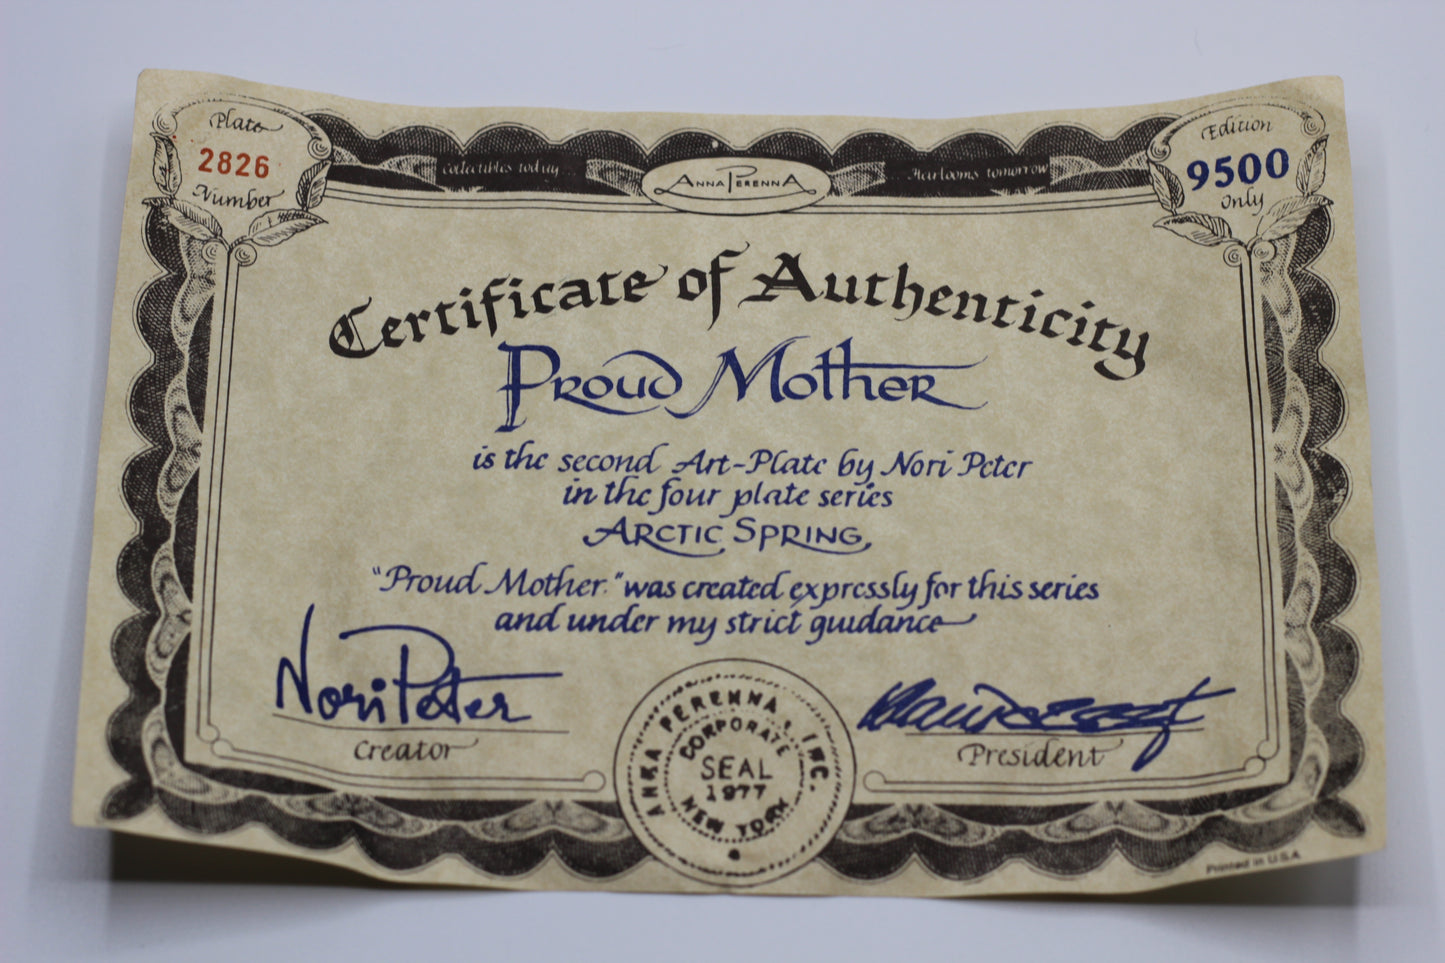 Plate
2826
Number
Collectibles today
ANNA PERENNA
Heirlooms tomorrow
Edition
9500
Only
Certificate of Authenticity
PROUD MOTHER
is the second Art-Plate by Nori Peter
in the four plate series
ARCTIC SPRING,
"Proud Mother" was created expressly for this series
and under my strict guidance
Nori Peter
Creator
ANNA PERENNA, INC.
CORPORATE
SEAL
1977
NEW YORK
President
Printed in U.S.A.